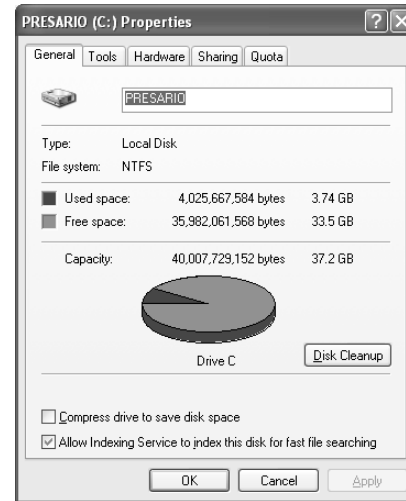 PRESARIO (C:) Properties
General Tools Hardware Sharing Quota
PRESARIO
Type: Local Disk
File system: NTFS
Used space: 4,025,667,584 bytes 3.74 GB
Free space: 35,982,061,568 bytes 33.5 GB
Capacity: 40,007,729,152 bytes 37.2 GB
Drive C Disk Cleanup
Compress drive to save disk space
Allow Indexing Service to index this disk for fast file searching
OK Cancel Apply